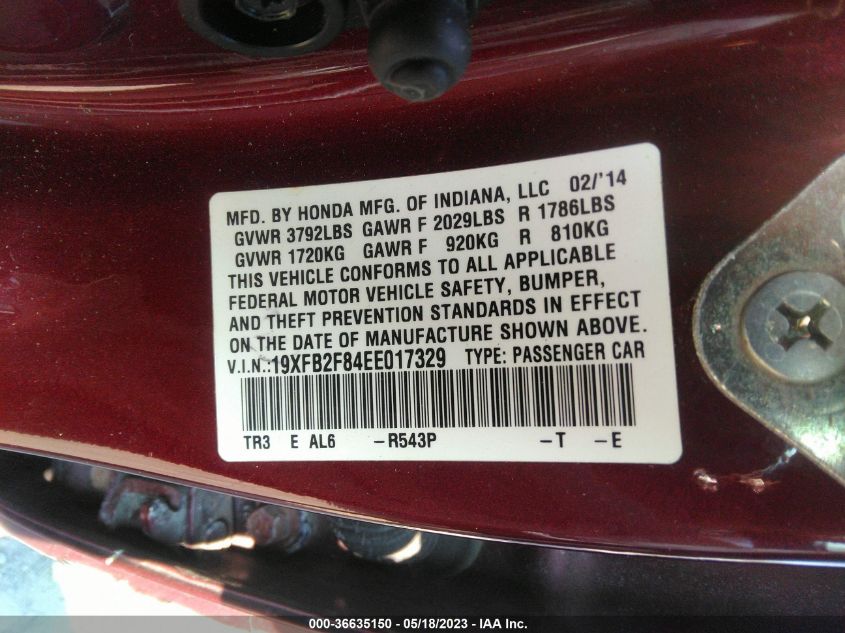 MFD. BY HONDA MFG. OF INDIANA, LLC 02/'14
GVWR 3792LBS GAWR F 2029LBS R 1786LBS
GVWR 1720KG GAWR F 920KG R 810KG
THIS VEHICLE CONFORMS TO ALL APPLICABLE
FEDERAL MOTOR VEHICLE SAFETY, BUMPER,
AND THEFT PREVENTION STANDARDS IN EFFECT
ON THE DATE OF MANUFACTURE SHOWN ABOVE.
V.I.N.:19XFB2F84EE017329 TYPE: PASSENGER CAR
TR3 E AL6 -R543P -T -E
000-36635150 - 05/18/2023 - IAA Inc.